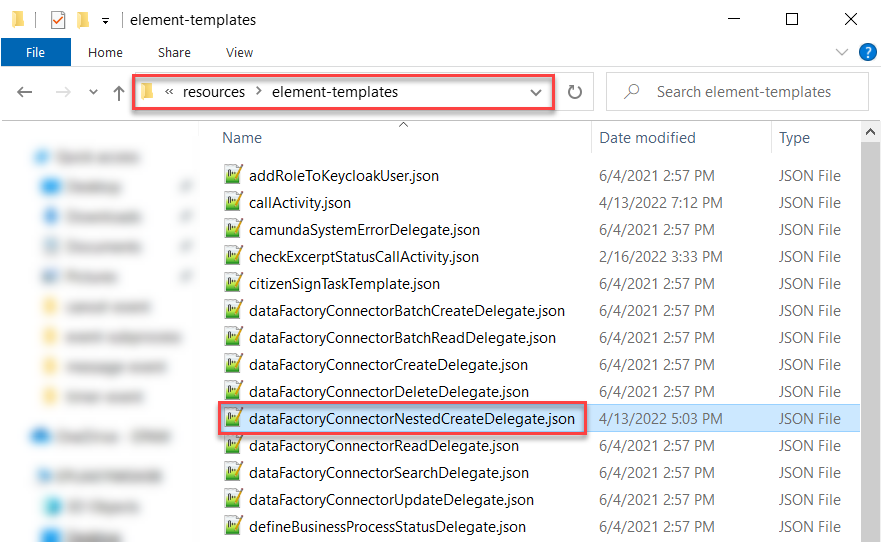 element-templates
File Home Share View
« resources > element-templates Search element-templates
Name Date modified Type
addRoleToKeycloakUser.json 6/4/2021 2:57 PM JSON File
callActivity.json 4/13/2022 7:12 PM JSON File
camundaSystemErrorDelegate.json 6/4/2021 2:57 PM JSON File
checkExcerptStatusCallActivity.json 2/16/2022 3:33 PM JSON File
citizenSignTaskTemplate.json 6/4/2021 2:57 PM JSON File
dataFactoryConnectorBatchCreateDelegate.json 6/4/2021 2:57 PM JSON File
dataFactoryConnectorBatchReadDelegate.json 6/4/2021 2:57 PM JSON File
dataFactoryConnectorCreateDelegate.json 6/4/2021 2:57 PM JSON File
dataFactoryConnectorDeleteDelegate.json 6/4/2021 2:57 PM JSON File
dataFactoryConnectorNestedCreateDelegate.json 4/13/2022 5:03 PM JSON File
dataFactoryConnectorReadDelegate.json 6/4/2021 2:57 PM JSON File
dataFactoryConnectorSearchDelegate.json 6/4/2021 2:57 PM JSON File
dataFactoryConnectorUpdateDelegate.json 6/4/2021 2:57 PM JSON File
defineBusinessProcessStatusDelegate.json 6/4/2021 2:57 PM JSON File